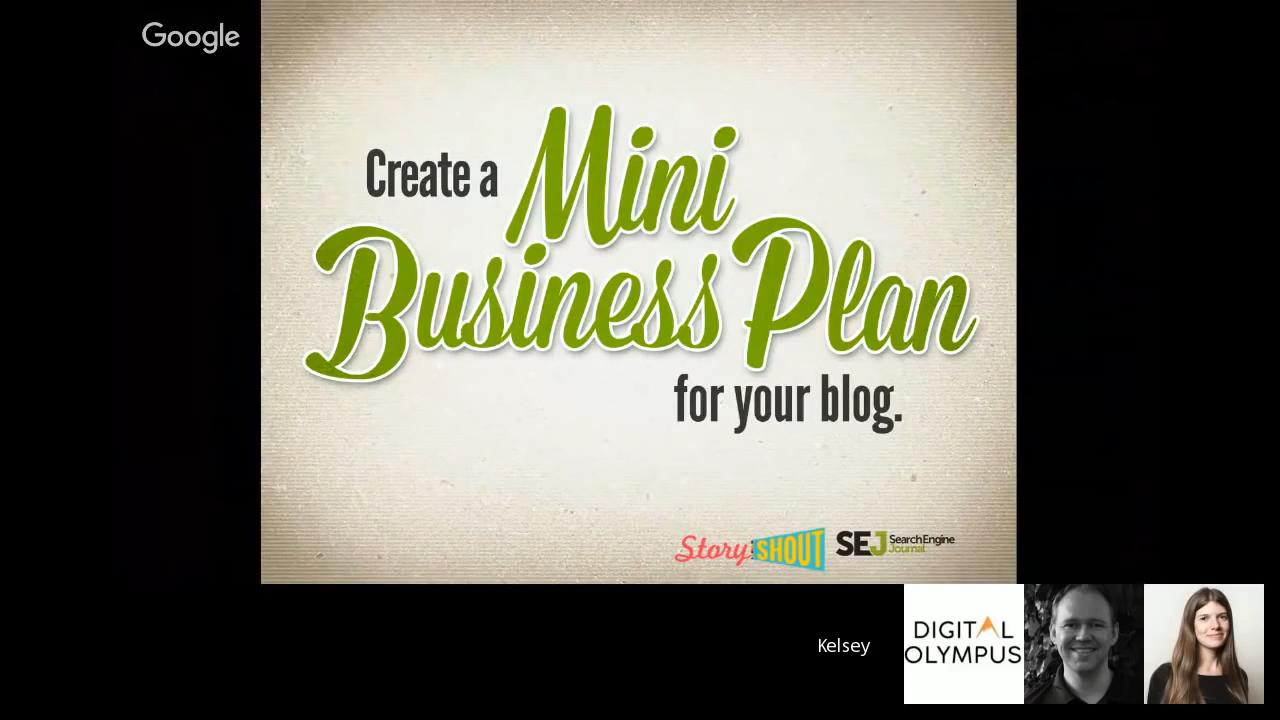 Google
Create a Mini
Business Plan
for your blog.
Story SHOUT
SEJ Search Engine
Journal
Kelsey
DIGITAL
OLYMPUS